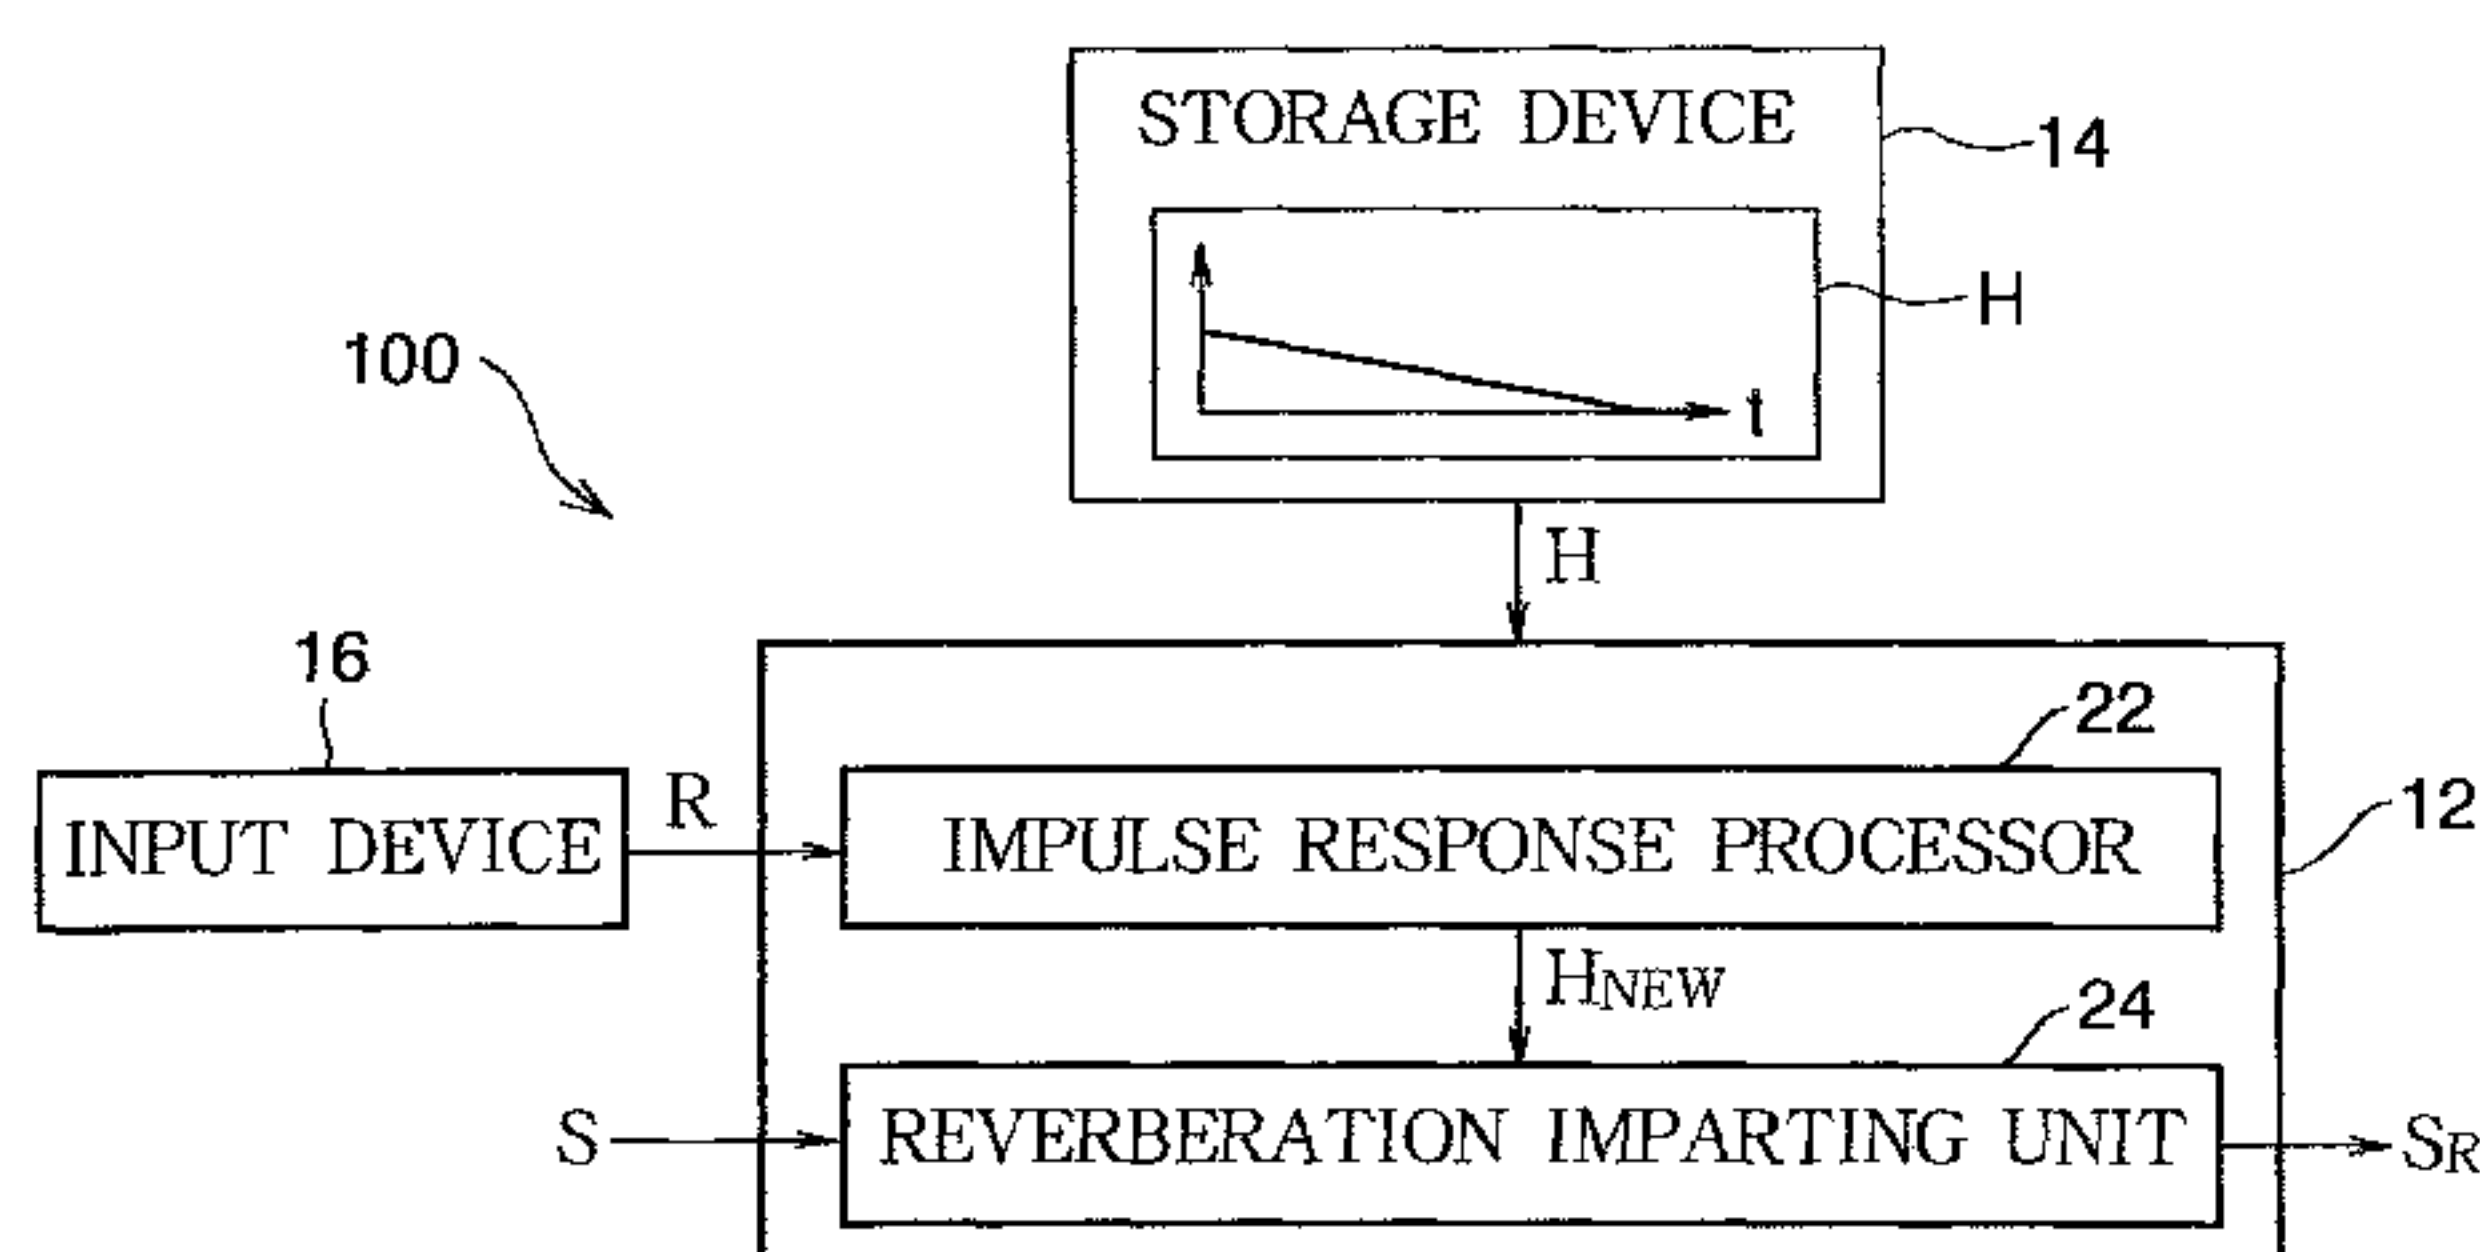 STORAGE DEVICE
14
H
t
100
H
16
22
INPUT DEVICE
R
IMPULSE RESPONSE PROCESSOR
12
HNEW
24
S
REVERBERATION IMPARTING UNIT
SR